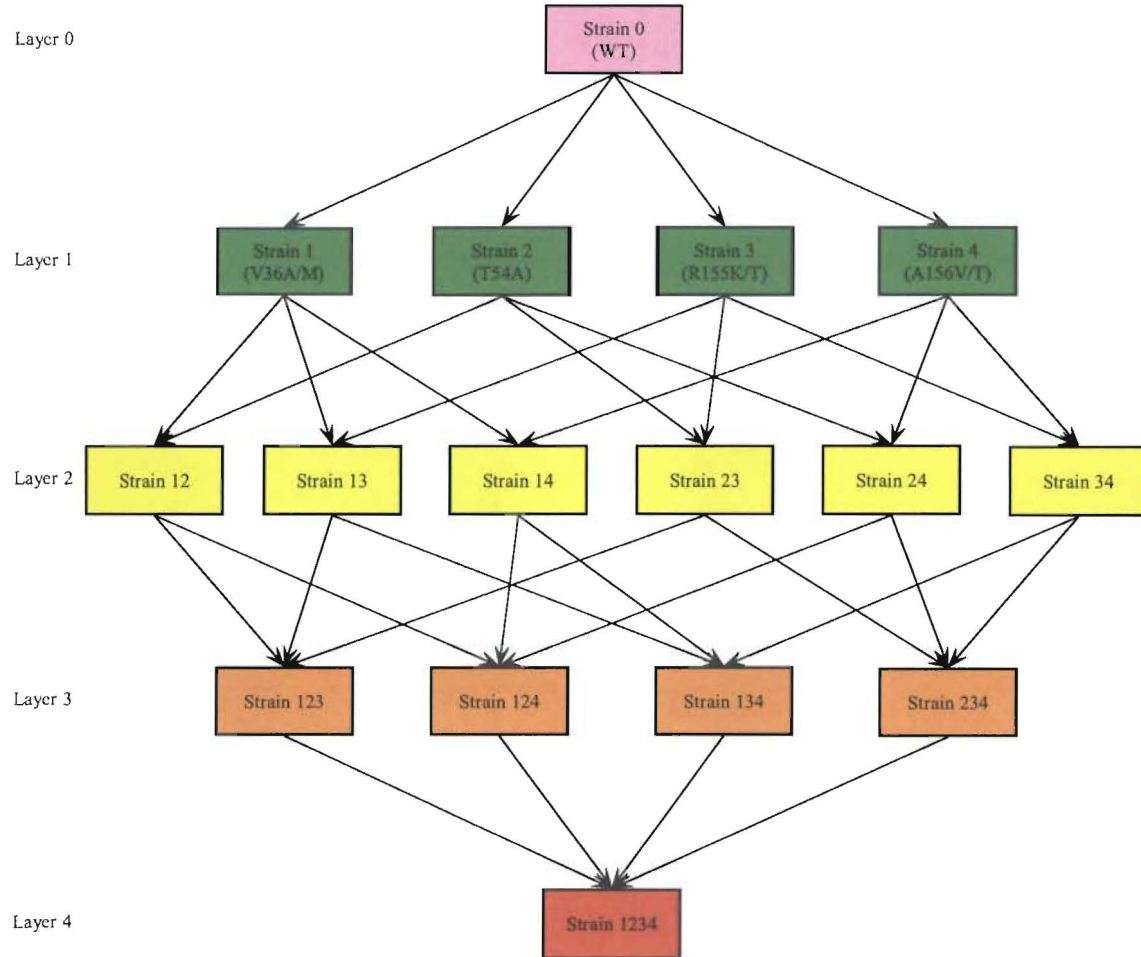 Layer 0
Strain 0
(WT)
Layer 1
Strain 1
(V36A/M)
Strain 2
(T54A)
Strain 3
(R155K/T)
Strain 4
(A156V/T)
Layer 2
Strain 12
Strain 13
Strain 14
Strain 23
Strain 24
Strain 34
Layer 3
Strain 123
Strain 124
Strain 134
Strain 234
Layer 4
Strain 1234